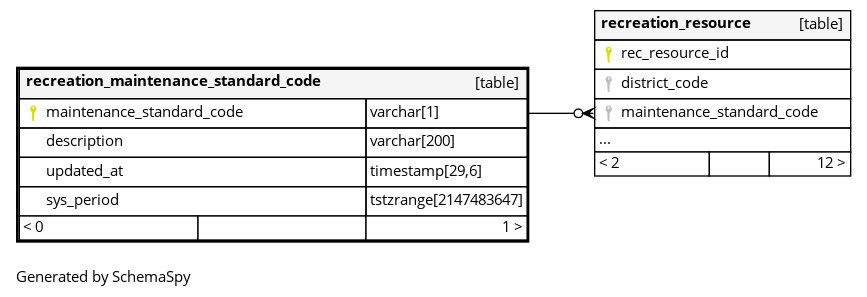 recreation_resource [table]
rec_resource_id
district_code
maintenance_standard_code
...
< 2 12 >
recreation_maintenance_standard_code [table]
maintenance_standard_code varchar[1]
description varchar[200]
updated_at timestamp[29,6]
sys_period tstzrange[2147483647]
< 0 1 >
Generated by SchemaSpy